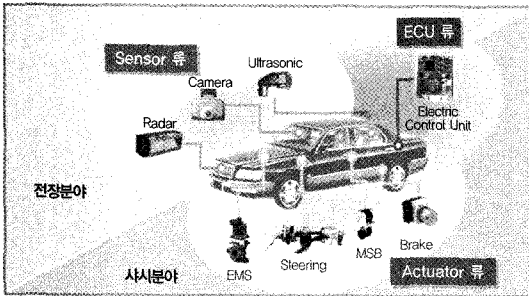 ECU 류
Sensor 류
Ultrasonic
Camera
Electric
Control Unit
Radar
전장분야
Brake
MSB
Steering
EMS
샤시분야
Actuator 류